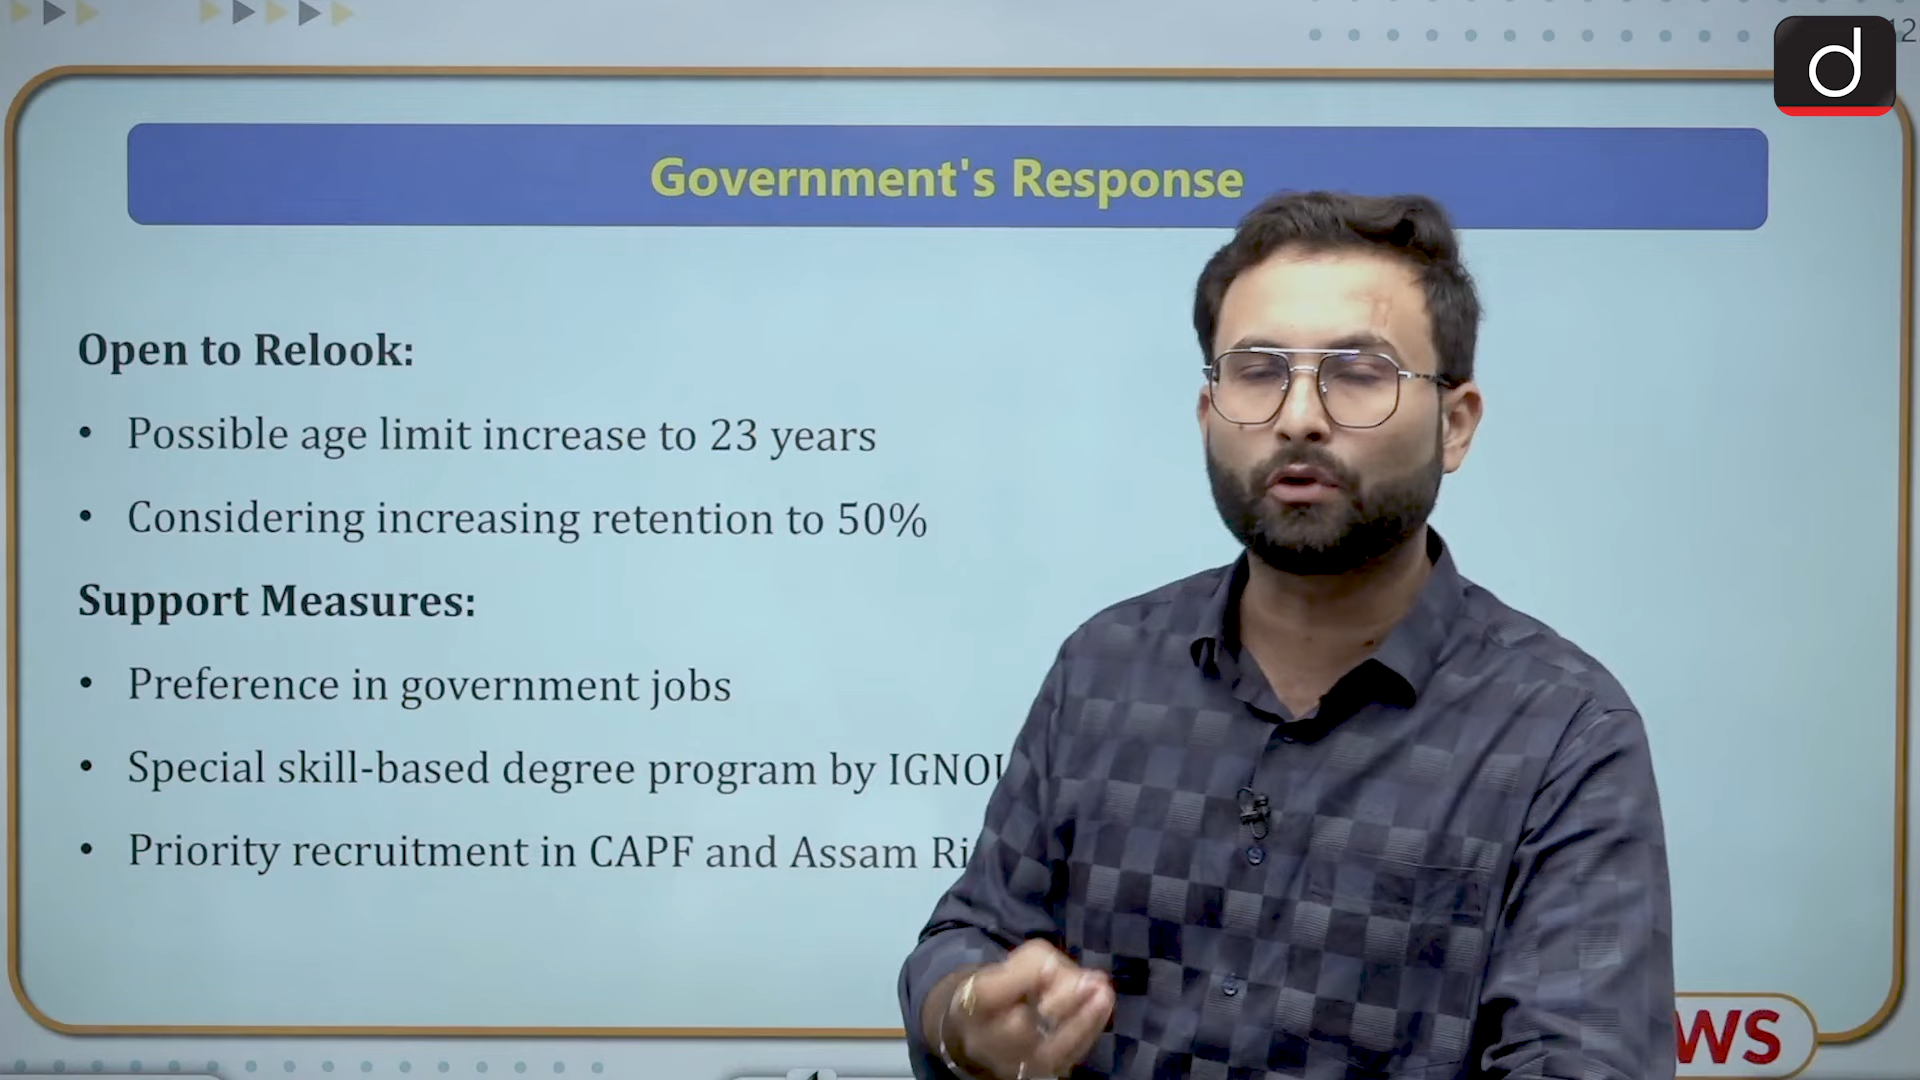 12
d
Government's Response
Open to Relook:
• Possible age limit increase to 23 years
• Considering increasing retention to 50%
Support Measures:
• Preference in government jobs
• Special skill-based degree program by
• Priority recruitment in CAPF and Assam